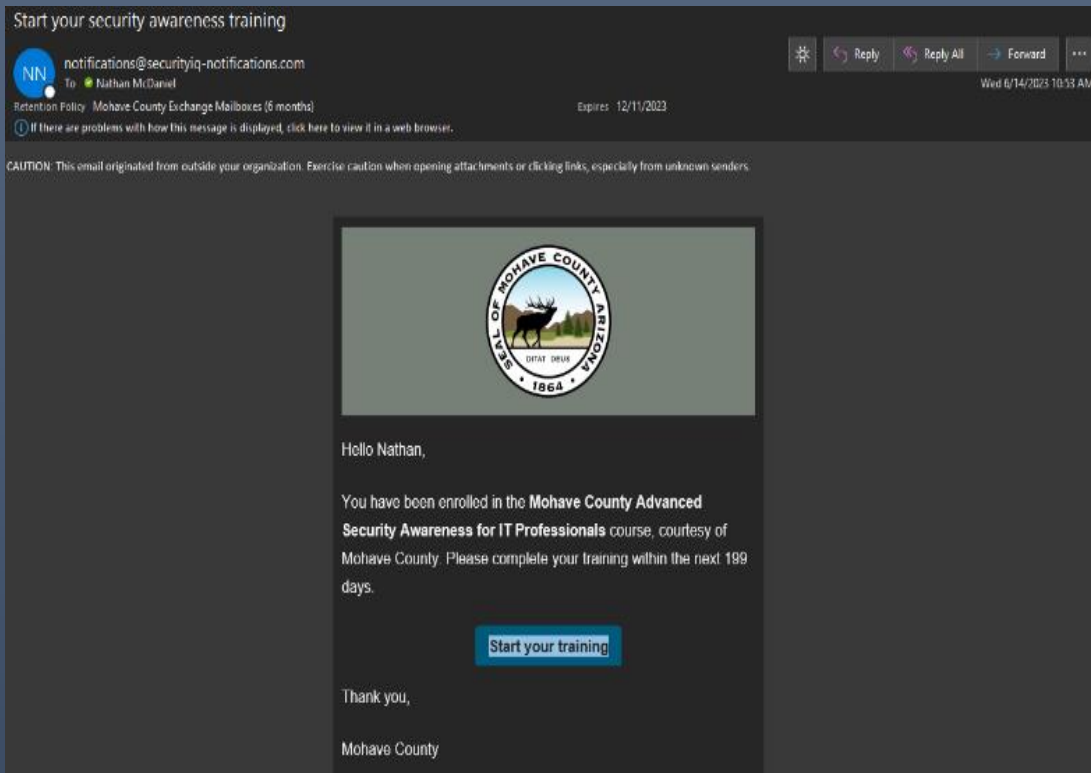 Start your security awareness training
NN
notifications@securityiq-notifications.com
To Nathan McDaniel
Reply
Reply All
Forward
...
Wed 6/14/2023 10:53 AM
Retention Policy Mohave County Exchange Mailboxes (6 months)
Expires 12/11/2023
If there are problems with how this message is displayed, click here to view it in a web browser.
CAUTION: This email originated from outside your organization. Exercise caution when opening attachments or clicking links, especially from unknown senders.
SEAL OF MOHAVE COUNTY ARIZONA
DITAT DEUS
• 1864 •
Hello Nathan,
You have been enrolled in the Mohave County Advanced
Security Awareness for IT Professionals course, courtesy of
Mohave County. Please complete your training within the next 199
days.
Start your training
Thank you,
Mohave County